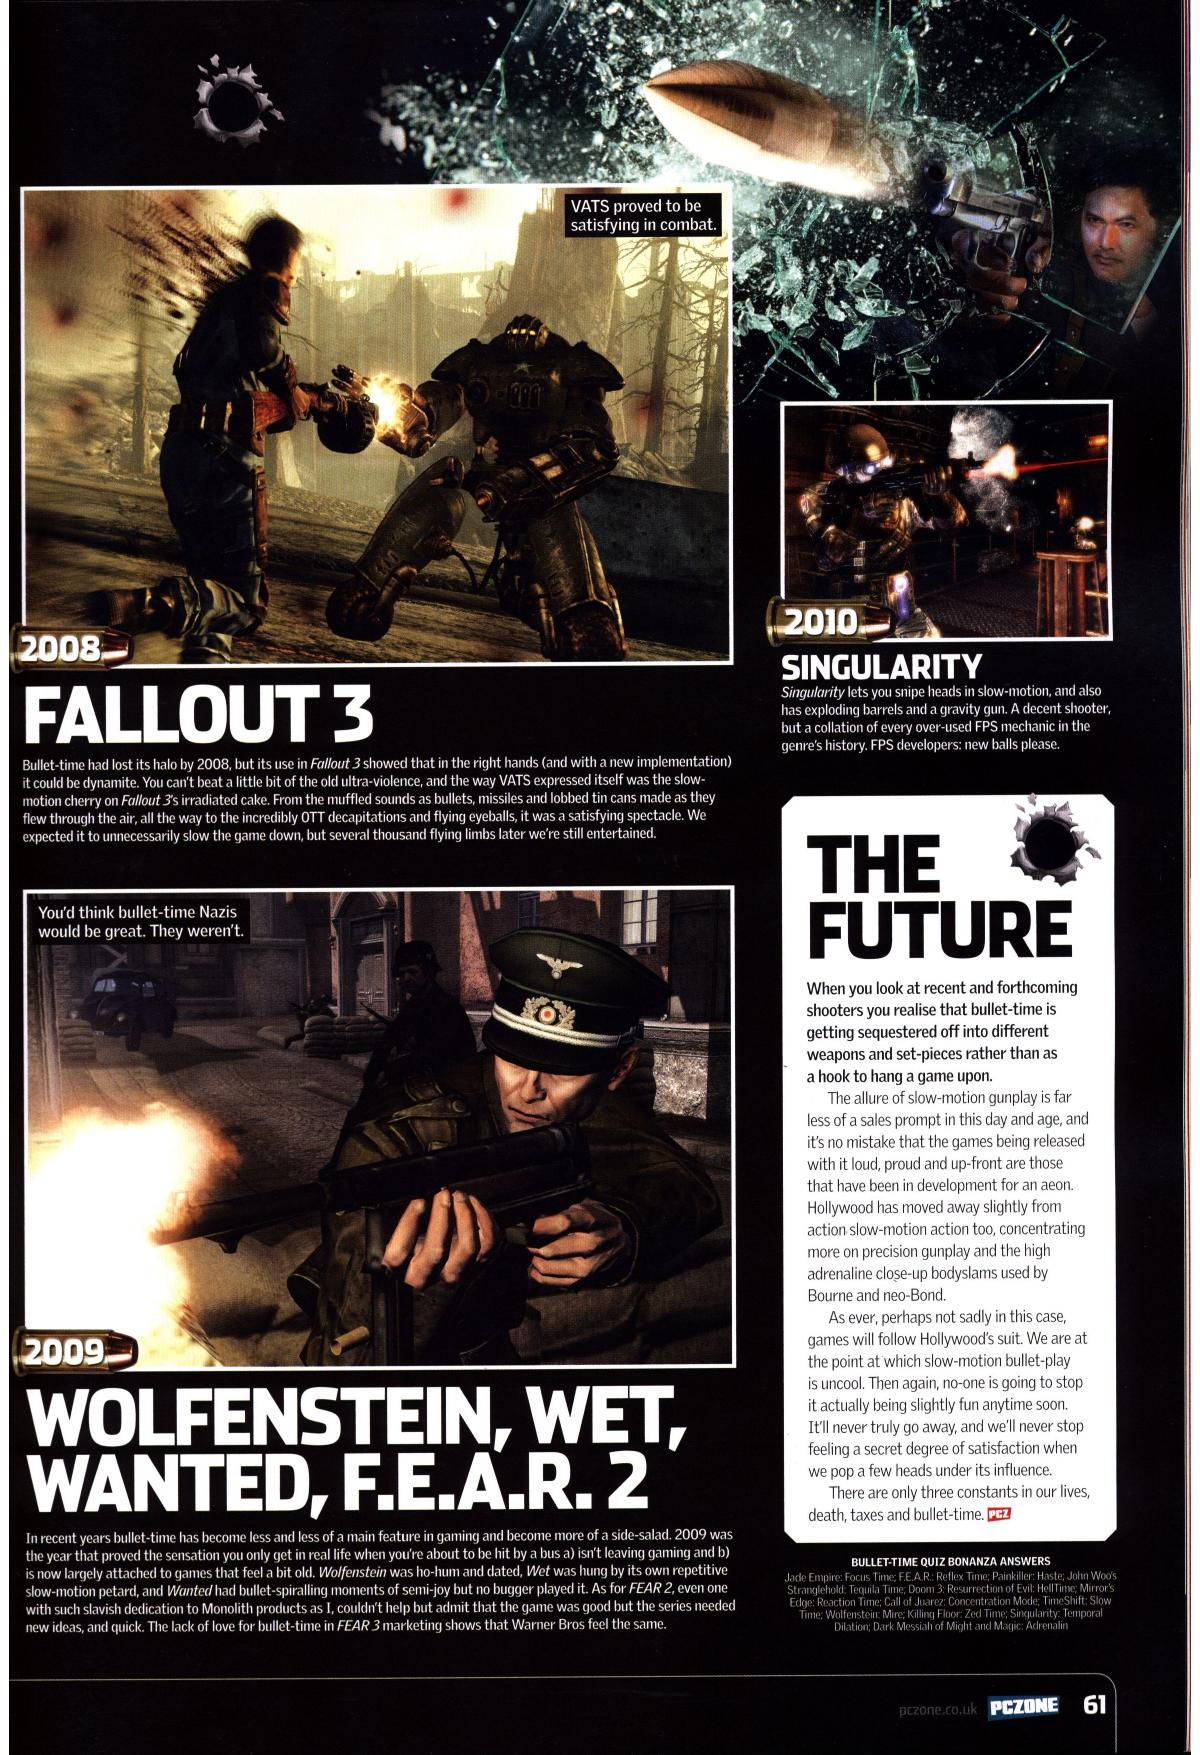 VATS proved to be
satisfying in combat.
2008
FALLOUT 3
Bullet-time had lost its halo by 2008, but its use in Fallout 3 showed that in the right hands (and with a new implementation)
it could be dynamite. You can't beat a little bit of the old ultra-violence, and the way VATS expressed itself was the slow-
motion cherry on Fallout 3's irradiated cake. From the muffled sounds as bullets, missiles and lobbed tin cans made as they
flew through the air, all the way to the incredibly OTT decapitations and flying eyeballs, it was a satisfying spectacle. We
expected it to unnecessarily slow the game down, but several thousand flying limbs later we're still entertained.
You'd think bullet-time Nazis
would be great. They weren't.
2009
WOLFENSTEIN, WET,
WANTED, F.E.A.R. 2
In recent years bullet-time has become less and less of a main feature in gaming and become more of a side-salad. 2009 was
the year that proved the sensation you only get in real life when you're about to be hit by a bus a) isn't leaving gaming and b)
is now largely attached to games that feel a bit old. Wolfenstein was ho-hum and dated, Wet was hung by its own repetitive
slow-motion petard, and Wanted had bullet-spiralling moments of semi-joy but no bugger played it. As for FEAR 2, even one
with such slavish dedication to Monolith products as I, couldn't help but admit that the game was good but the series needed
new ideas, and quick. The lack of love for bullet-time in FEAR 3 marketing shows that Warner Bros feel the same.
2010
SINGULARITY
Singularity lets you snipe heads in slow-motion, and also
has exploding barrels and a gravity gun. A decent shooter,
but a collation of every over-used FPS mechanic in the
genre's history. FPS developers: new balls please.
THE
FUTURE
When you look at recent and forthcoming
shooters you realise that bullet-time is
getting sequestered off into different
weapons and set-pieces rather than as
a hook to hang a game upon.
The allure of slow-motion gunplay is far
less of a sales prompt in this day and age, and
it's no mistake that the games being released
with it loud, proud and up-front are those
that have been in development for an aeon.
Hollywood has moved away slightly from
action slow-motion action too, concentrating
more on precision gunplay and the high
adrenaline close-up bodyslams used by
Bourne and neo-Bond.
As ever, perhaps not sadly in this case,
games will follow Hollywood's suit. We are at
the point at which slow-motion bullet-play
is uncool. Then again, no-one is going to stop
it actually being slightly fun anytime soon.
It'll never truly go away, and we'll never stop
feeling a secret degree of satisfaction when
we pop a few heads under its influence.
There are only three constants in our lives,
death, taxes and bullet-time. PCZ
BULLET-TIME QUIZ BONANZA ANSWERS
Jade Empire: Focus Time; F.E.A.R.: Reflex Time; Painkiller: Haste; John Woo's
Stranglehold: Tequila Time; Doom 3: Resurrection of Evil: HellTime; Mirror's
Edge: Reaction Time; Call of Juarez: Concentration Mode; TimeShift: Slow
Time; Wolfenstein: Mire; Killing Floor: Zed Time; Singularity: Temporal
Dilation; Dark Messiah of Might and Magic: Adrenalin
pczone.co.uk PCZONE 61